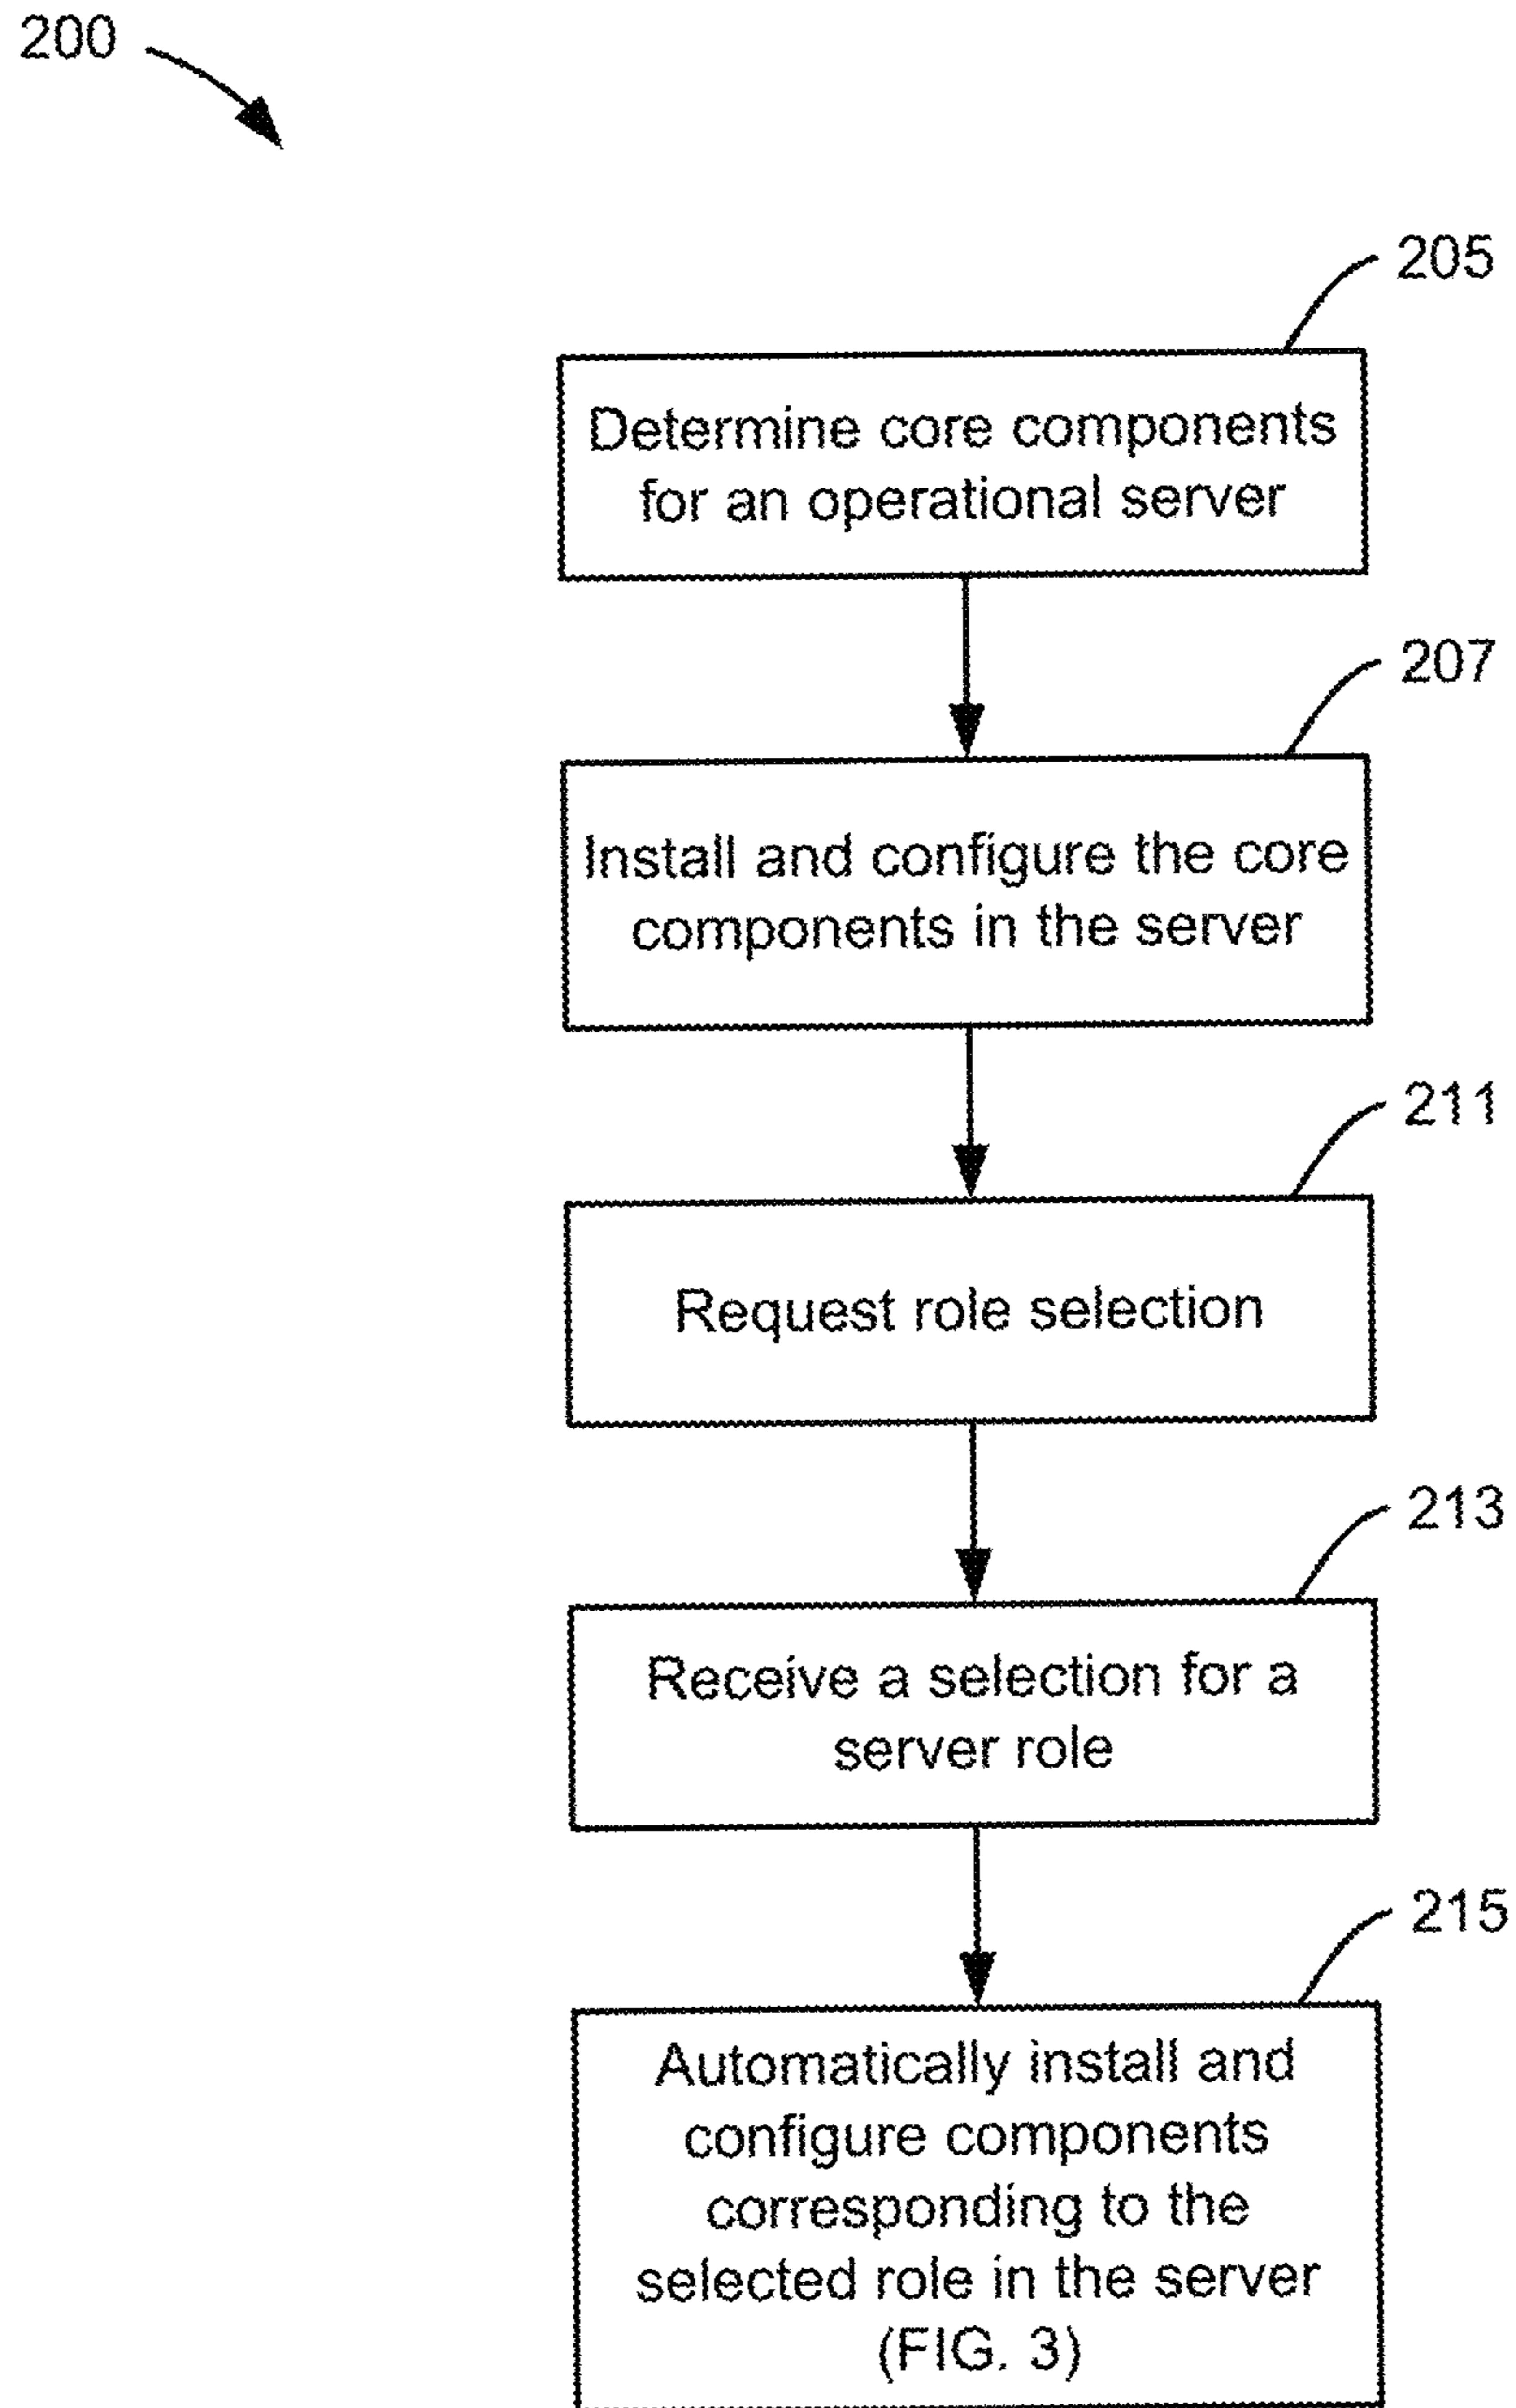 200
205
Determine core components
for an operational server
207
Install and configure the core
components in the server
211
Request role selection
213
Receive a selection for a
server role
215
Automatically install and
configure components
corresponding to the
selected role in the server
(FIG. 3)